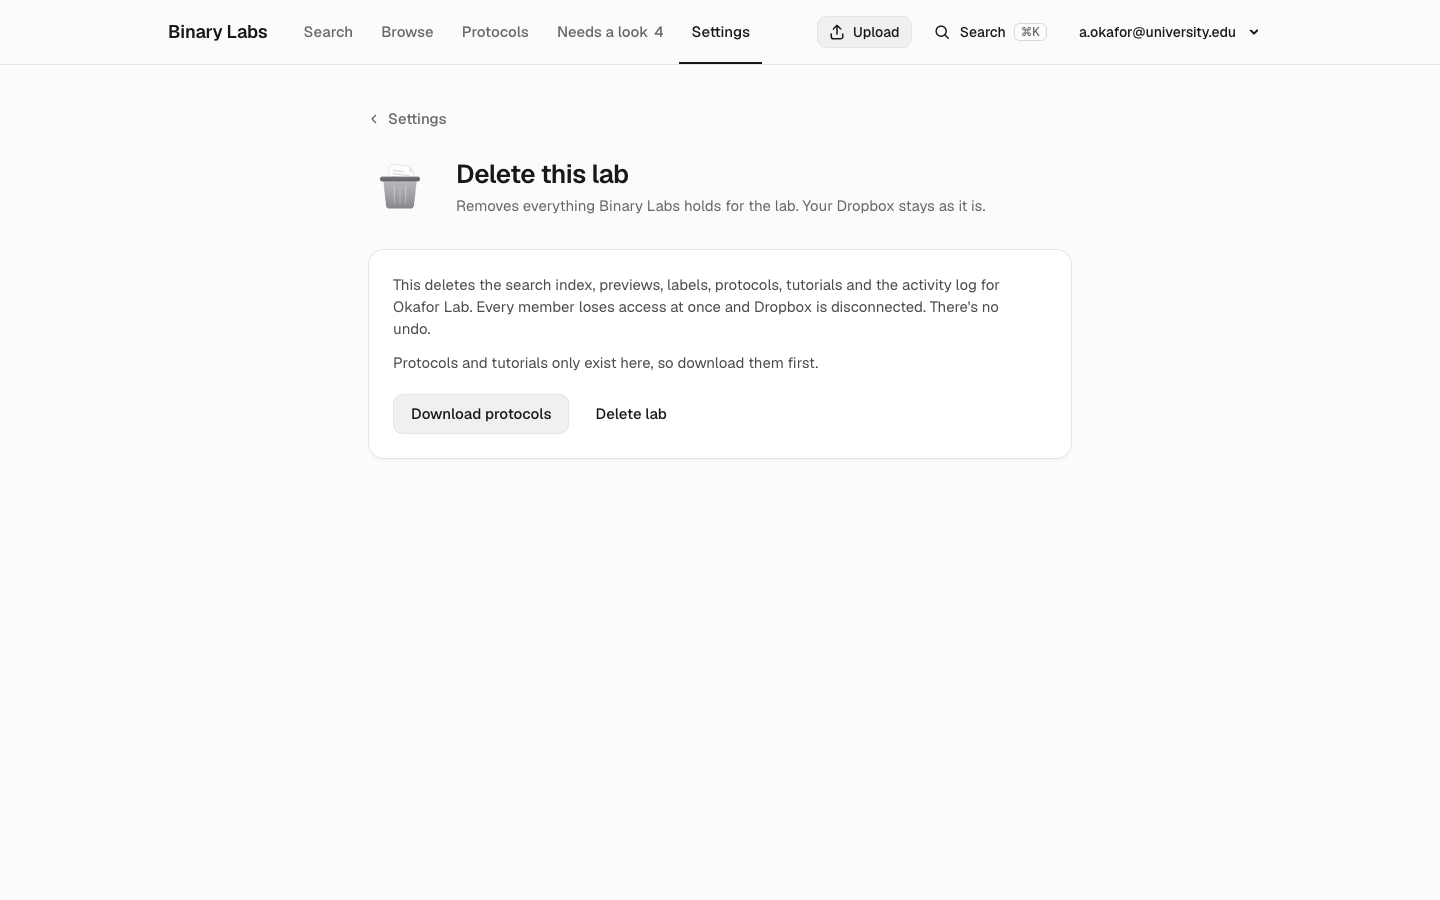 Binary Labs
Search
Browse
Protocols
Needs a look 4
Settings
Upload
Search ⌘K
a.okafor@university.edu
Settings
Delete this lab
Removes everything Binary Labs holds for the lab. Your Dropbox stays as it is.
This deletes the search index, previews, labels, protocols, tutorials and the activity log for
Okafor Lab. Every member loses access at once and Dropbox is disconnected. There's no
undo.
Protocols and tutorials only exist here, so download them first.
Download protocols
Delete lab